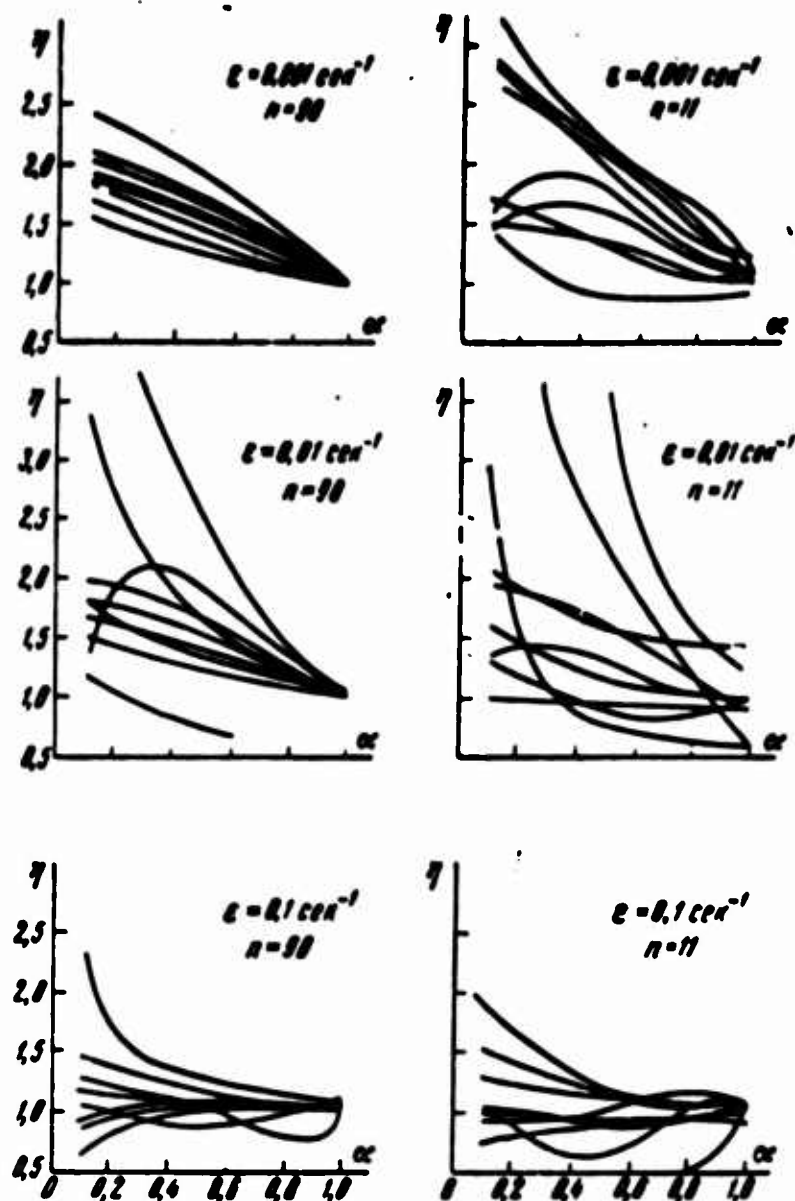 η
ε = 0,001 сек⁻¹
n = 90
2,5
2,0
1,5
1,0
0,5
α
η
ε = 0,001 сек⁻¹
n = 11
α
η
ε = 0,01 сек⁻¹
n = 90
3,0
2,5
2,0
1,5
1,0
0,5
α
η
ε = 0,01 сек⁻¹
n = 11
α
η
ε = 0,1 сек⁻¹
n = 90
2,5
2,0
1,5
1,0
0,5
α
0 0,2 0,4 0,6 0,8 1,0
η
ε = 0,1 сек⁻¹
n = 11
α
0 0,2 0,4 0,6 0,8 1,0